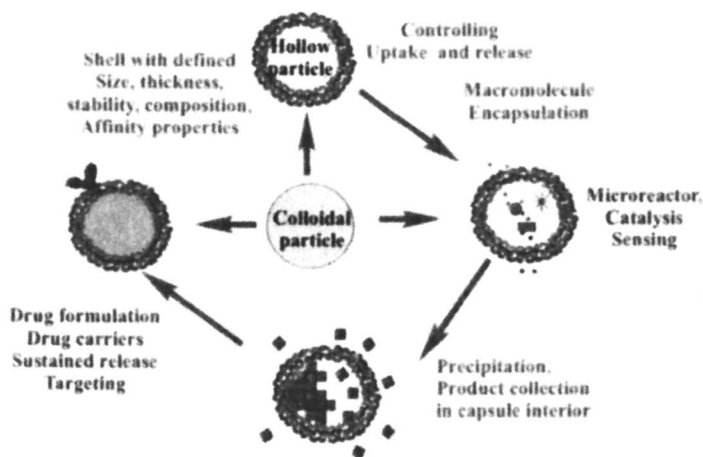 Shell with defined
Size, thickness,
stability, composition,
Affinity properties
Hollow
particle
Controlling
Uptake and release
Macromolecule
Encapsulation
Colloidal
particle
Microreactor,
Catalysis
Sensing
Drug formulation
Drug carriers
Sustained release
Targeting
Precipitation,
Product collection
in capsule interior